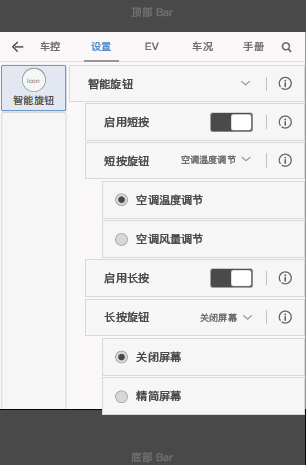 顶部 Bar
车控 设置 EV 车况 手册
icon
智能旋钮
智能旋钮
启用短按
短按旋钮 空调温度调节
空调温度调节
空调风量调节
启用长按
长按旋钮 关闭屏幕
关闭屏幕
精简屏幕
底部 Bar